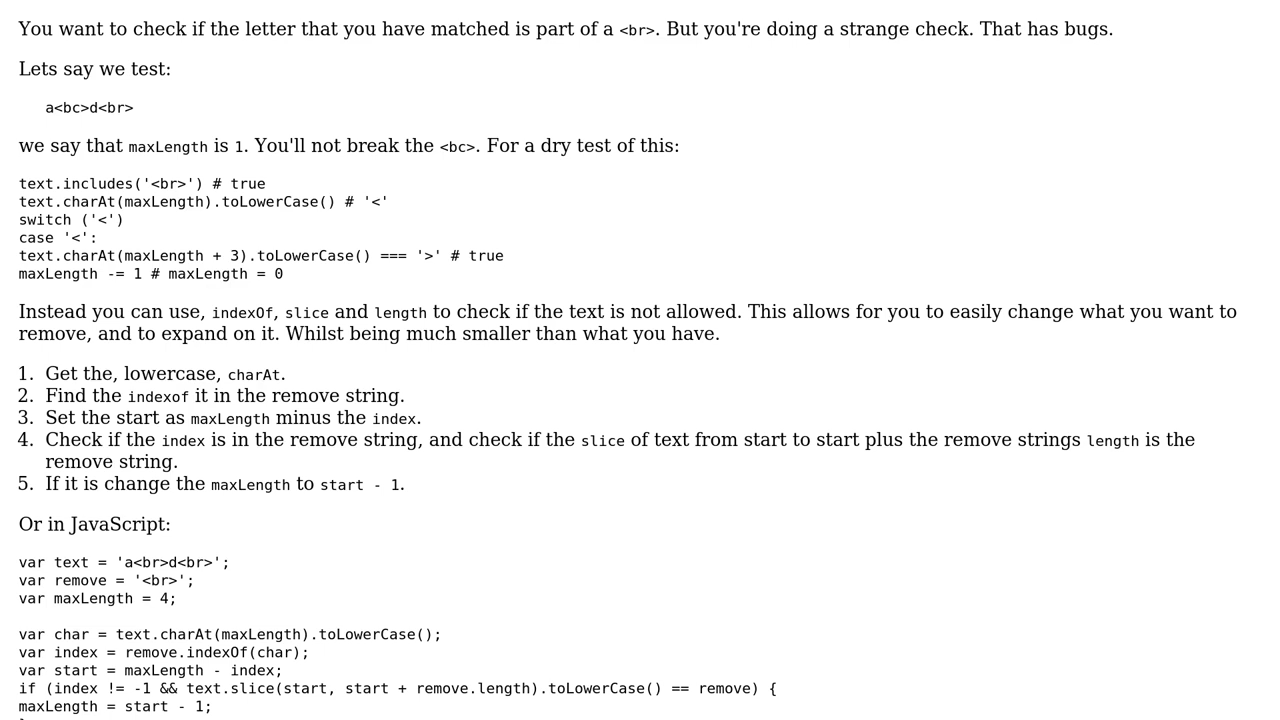 You want to check if the letter that you have matched is part of a <br>. But you're doing a strange check. That has bugs.
Lets say we test:
a<bc>d<br>
we say that maxLength is 1. You'll not break the <bc>. For a dry test of this:
text.includes('<br>') # true
text.charAt(maxLength).toLowerCase() # '<'
switch ('<')
case '<':
text.charAt(maxLength + 3).toLowerCase() === '>' # true
maxLength -= 1 # maxLength = 0
Instead you can use, indexOf, slice and length to check if the text is not allowed. This allows for you to easily change what you want to
remove, and to expand on it. Whilst being much smaller than what you have.
1. Get the, lowercase, charAt.
2. Find the indexof it in the remove string.
3. Set the start as maxLength minus the index.
4. Check if the index is in the remove string, and check if the slice of text from start to start plus the remove strings length is the
remove string.
5. If it is change the maxLength to start - 1.
Or in JavaScript:
var text = 'a<br>d<br>';
var remove = '<br>';
var maxLength = 4;
var char = text.charAt(maxLength).toLowerCase();
var index = remove.indexOf(char);
var start = maxLength - index;
if (index != -1 && text.slice(start, start + remove.length).toLowerCase() == remove) {
maxLength = start - 1;